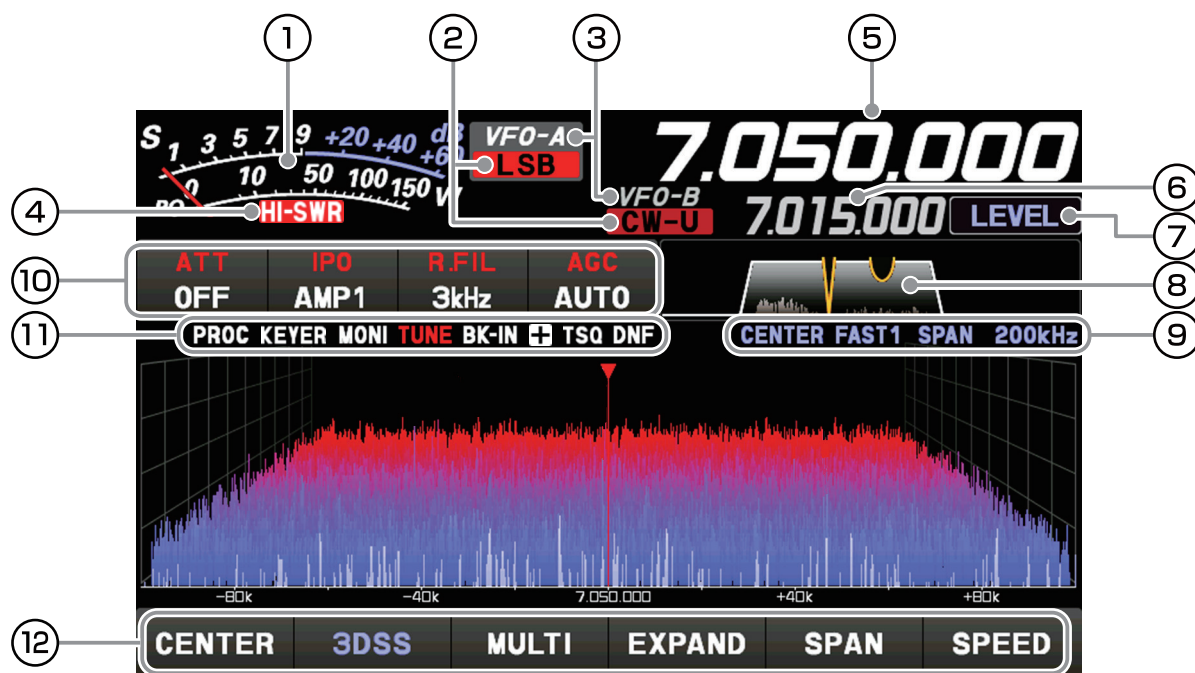 1 2 3 5
S 1 3 5 7 9 +20 +40 +60 dB
VFO-A
7.050.000
LSB
0 10 50 100 150 W
PO
VFO-B
6
4
HI-SWR
CW-U
7.015.000
LEVEL
7
10
ATT IPO R.FIL AGC
OFF AMP1 3kHz AUTO
8
11
PROC KEYER MONI TUNE BK-IN + TSQ DNF
CENTER FAST1 SPAN 200kHz
9
-80k -40k 7.050.000 +40k +80k
12
CENTER 3DSS MULTI EXPAND SPAN SPEED